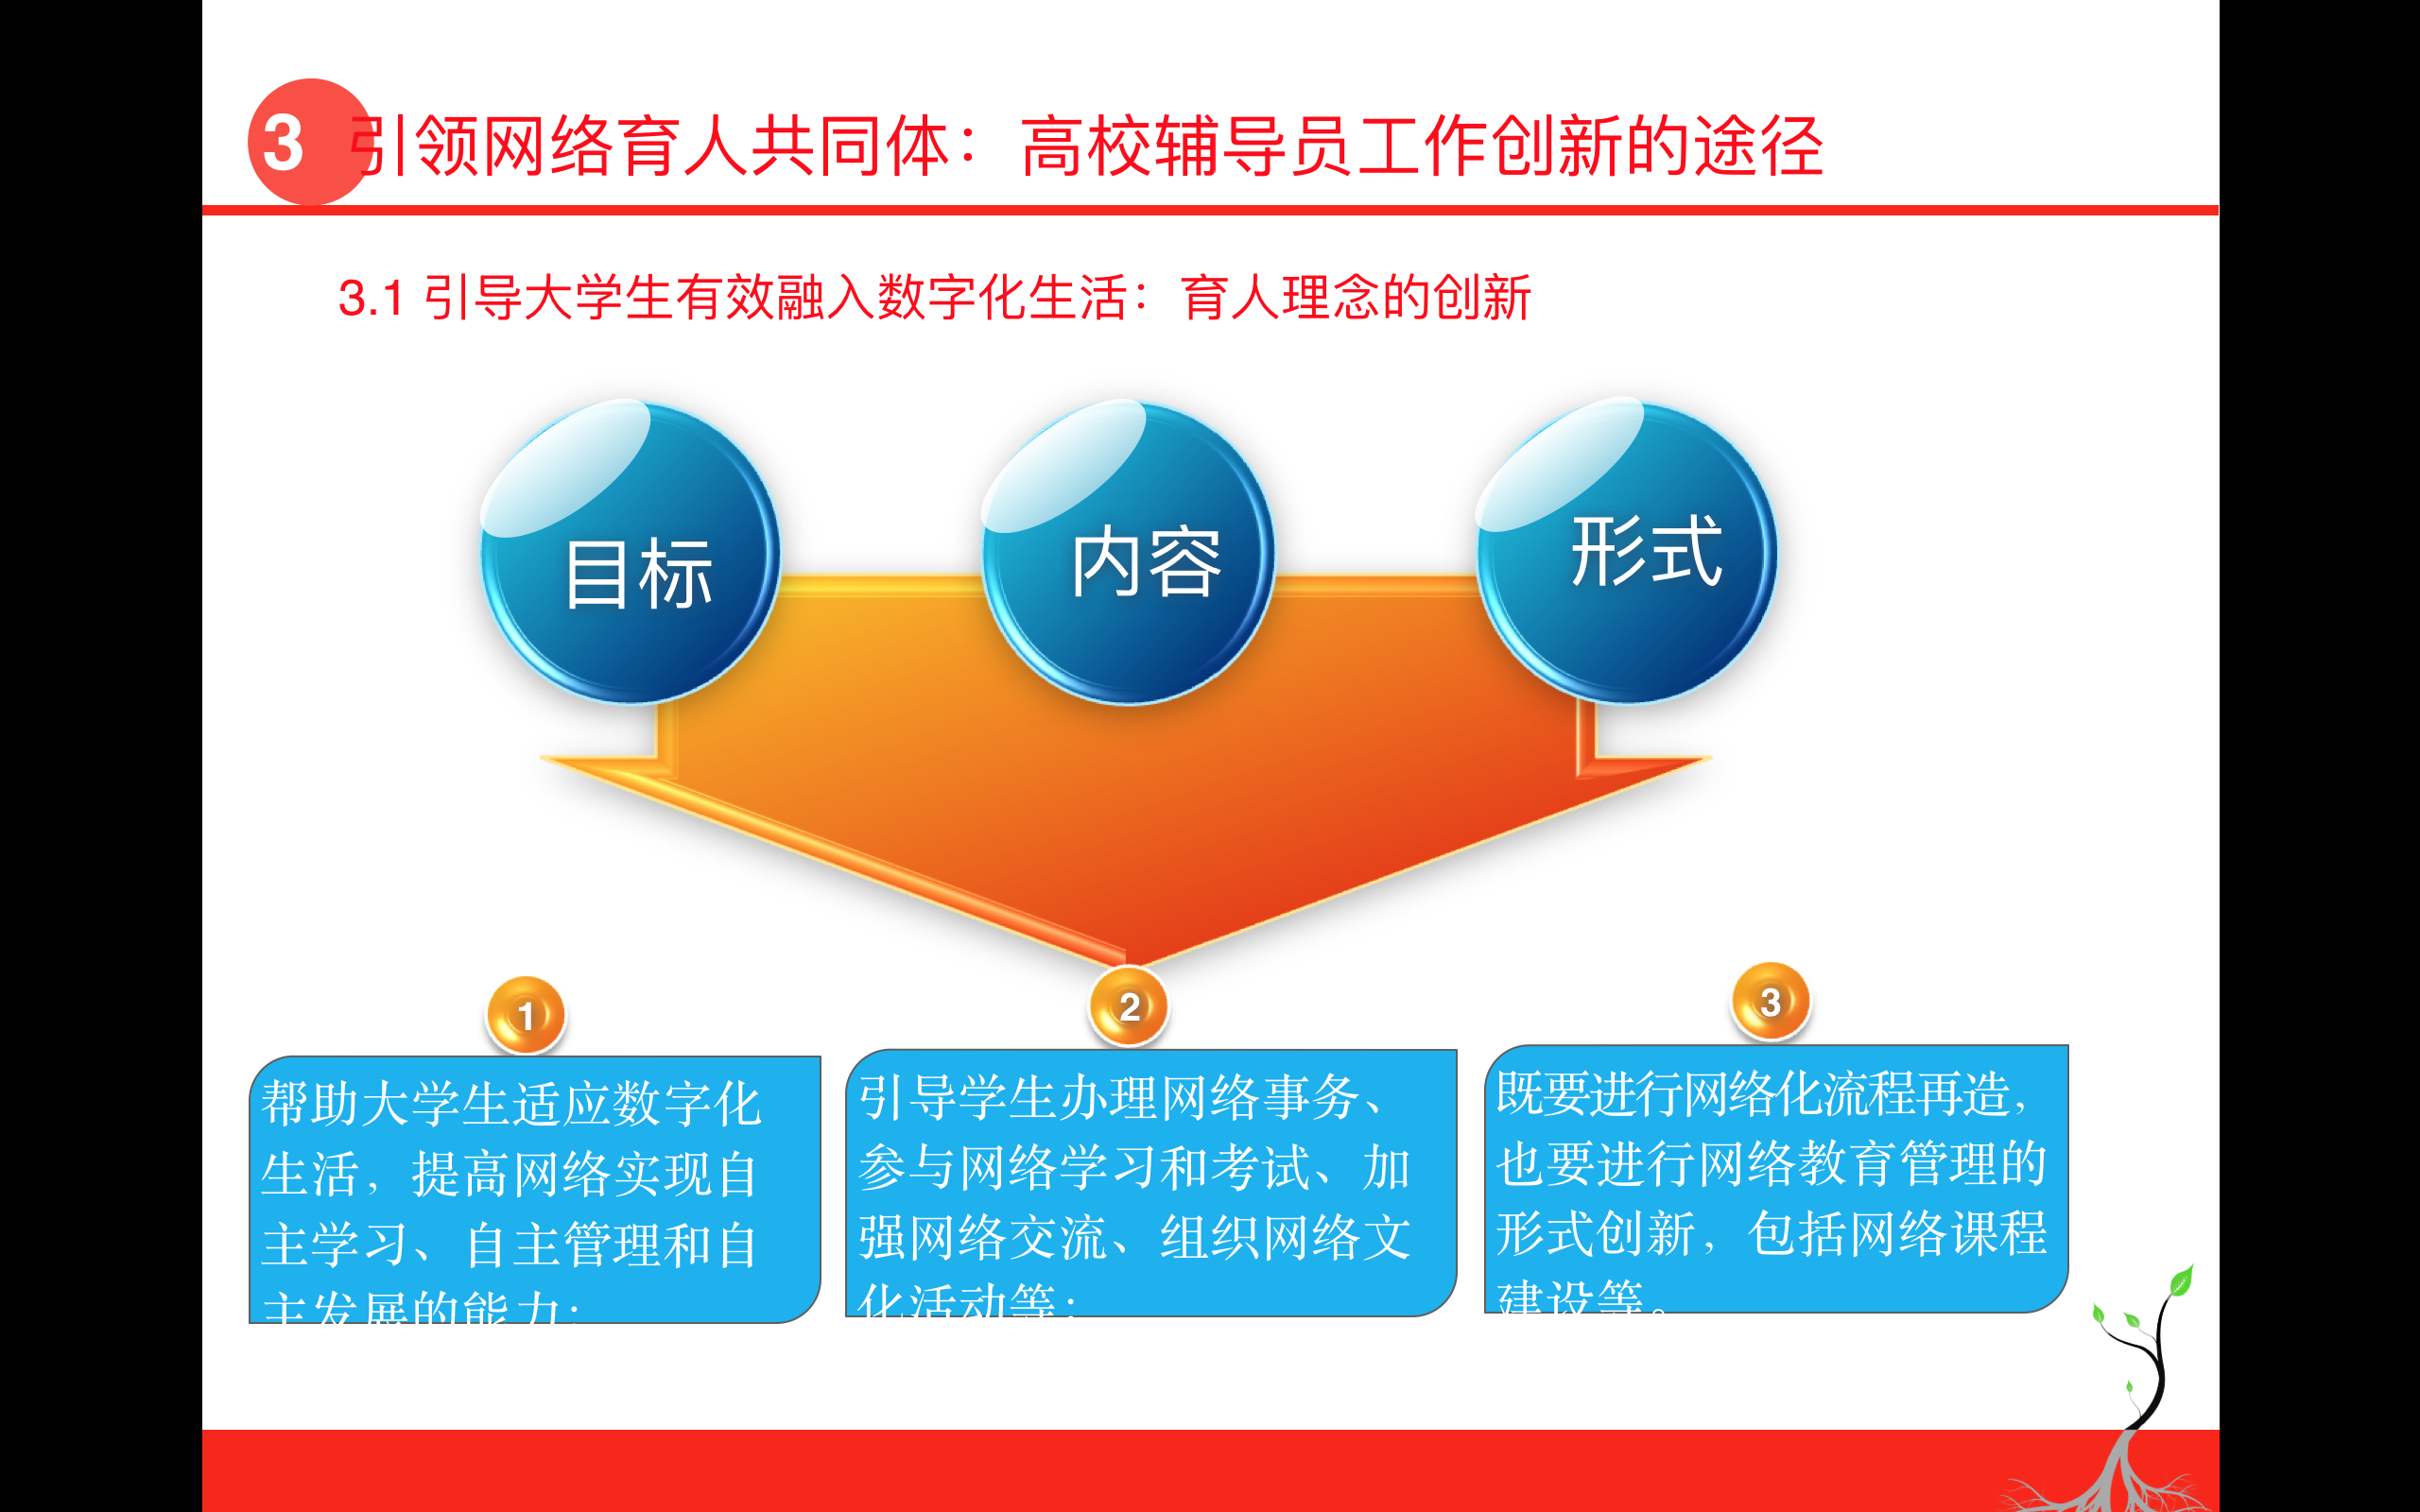 3 引领网络育人共同体：高校辅导员工作创新的途径
3.1 引导大学生有效融入数字化生活：育人理念的创新
目标
内容
形式
1
帮助大学生适应数字化
生活，提高网络实现自
主学习、自主管理和自
主发展的能力；
2
引导学生办理网络事务、
参与网络学习和考试、加
强网络交流、组织网络文
化活动等；
3
既要进行网络化流程再造，
也要进行网络教育管理的
形式创新，包括网络课程
建设等。